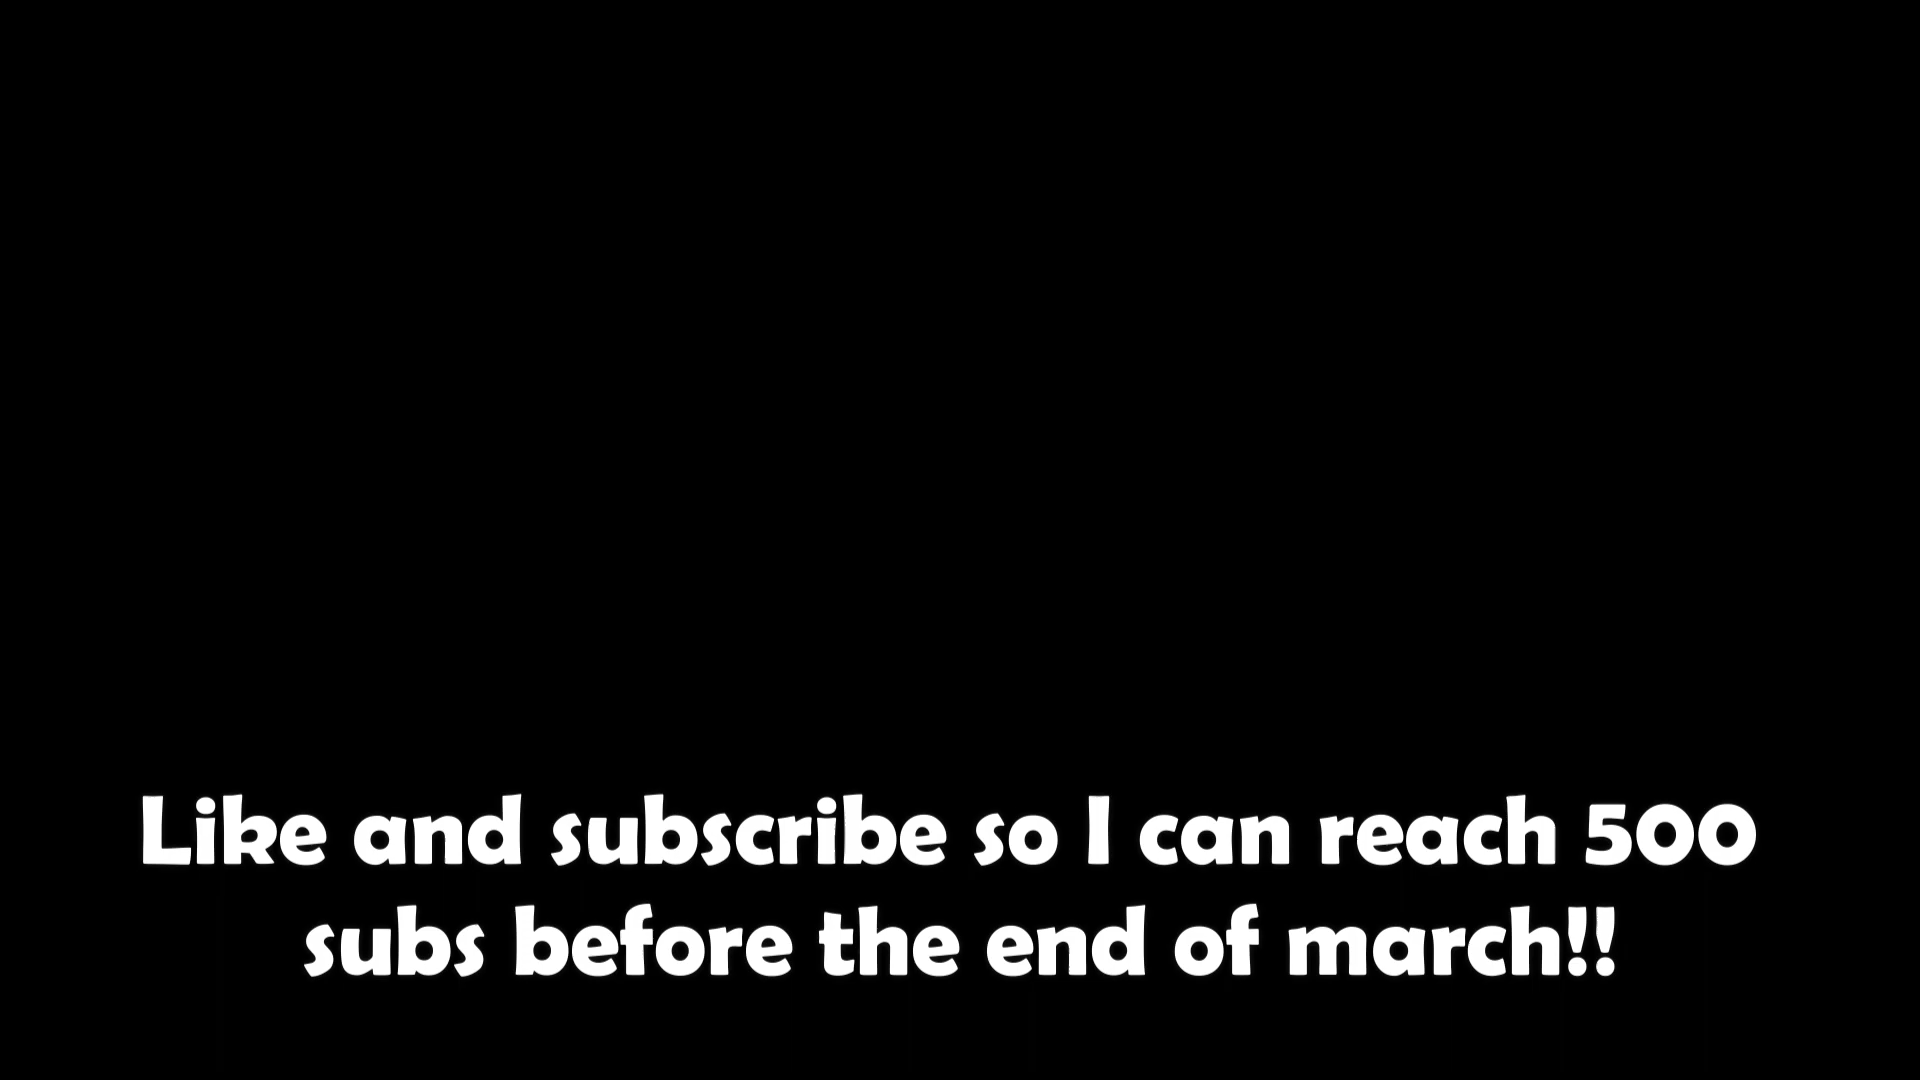 Like and subscribe so I can reach 500
subs before the end of march!!